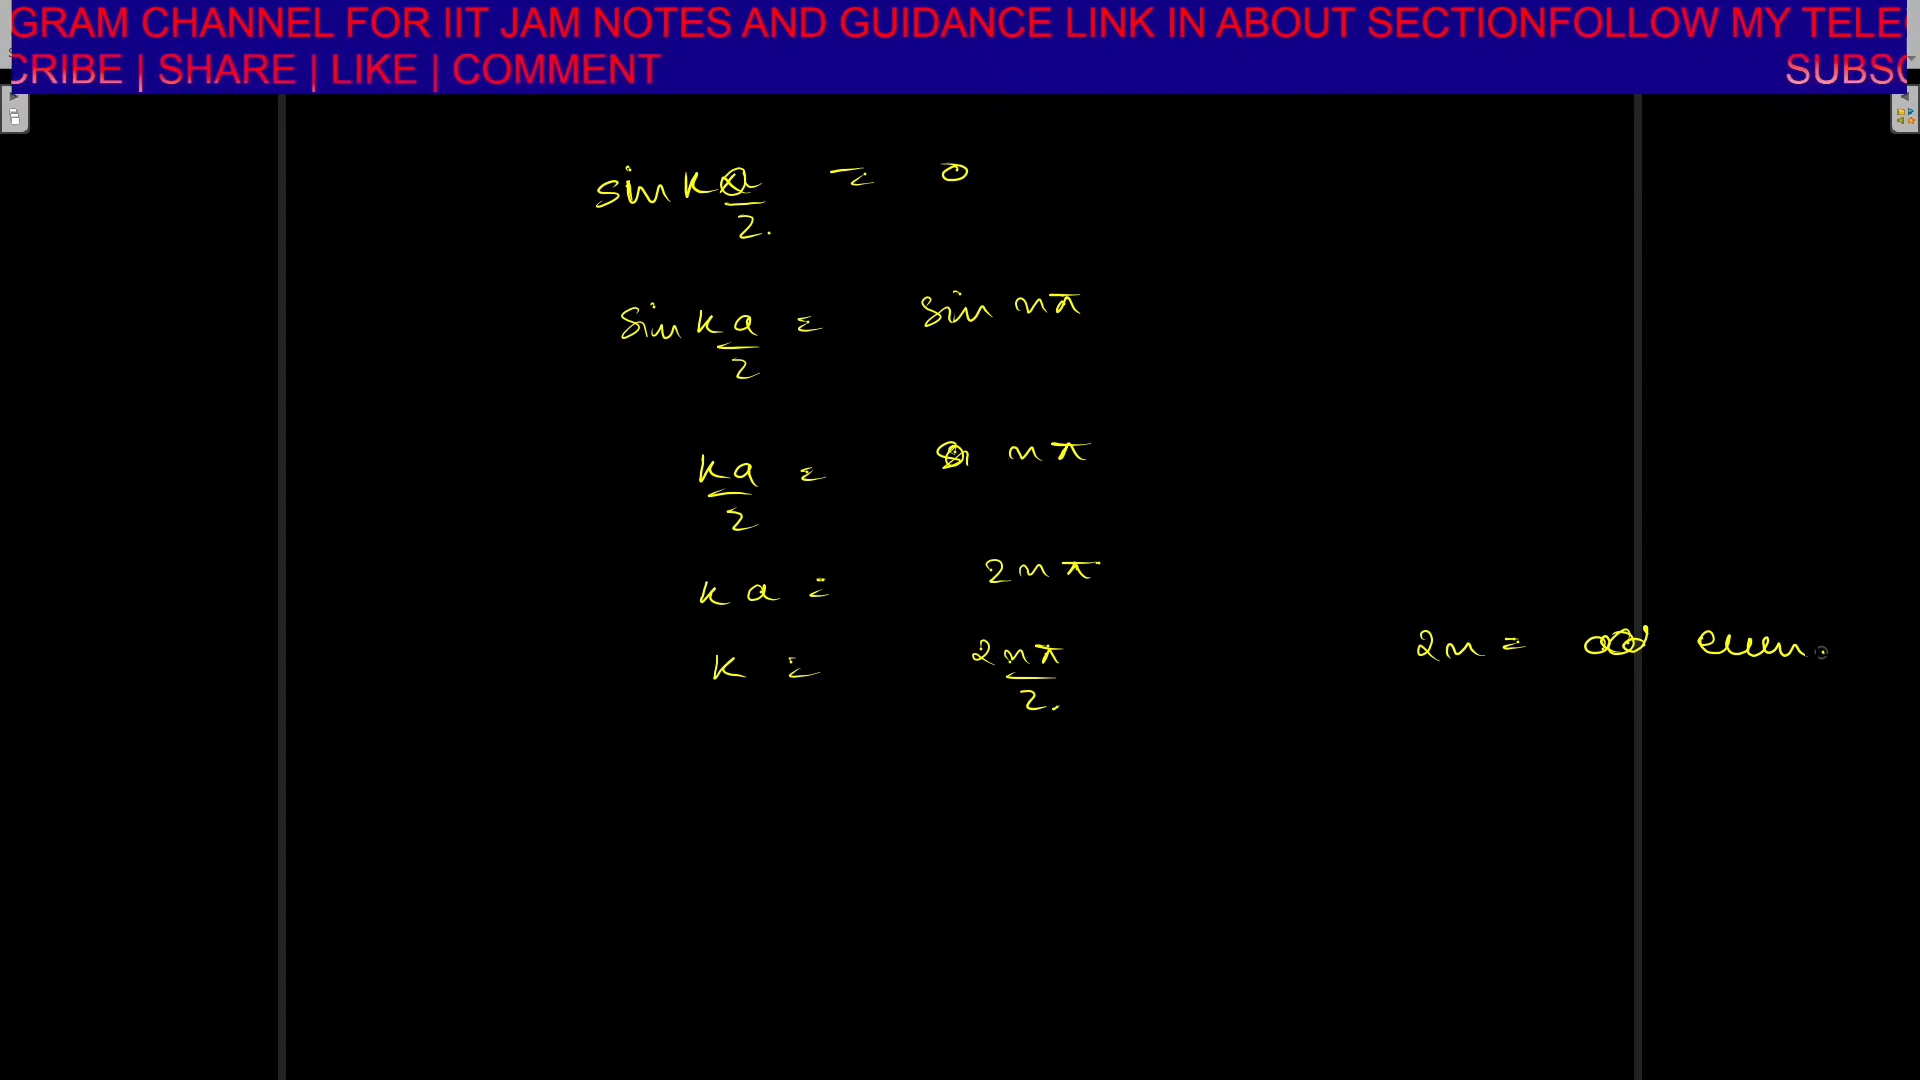 GRAM CHANNEL FOR IIT JAM NOTES AND GUIDANCE LINK IN ABOUT SECTIONFOLLOW MY TELE
CRIBE | SHARE | LIKE | COMMENT SUBSC
sin ka/2. = 0
sin ka/2 = sin nπ
ka/2 = nπ
ka = 2nπ
k = 2nπ/2.
2n = even